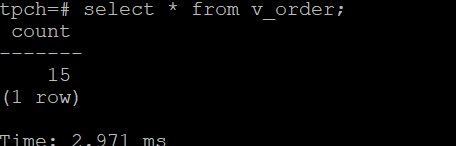 tpch=# select * from v_order;
count
-------
15
(1 row)
Time: 2.971 ms